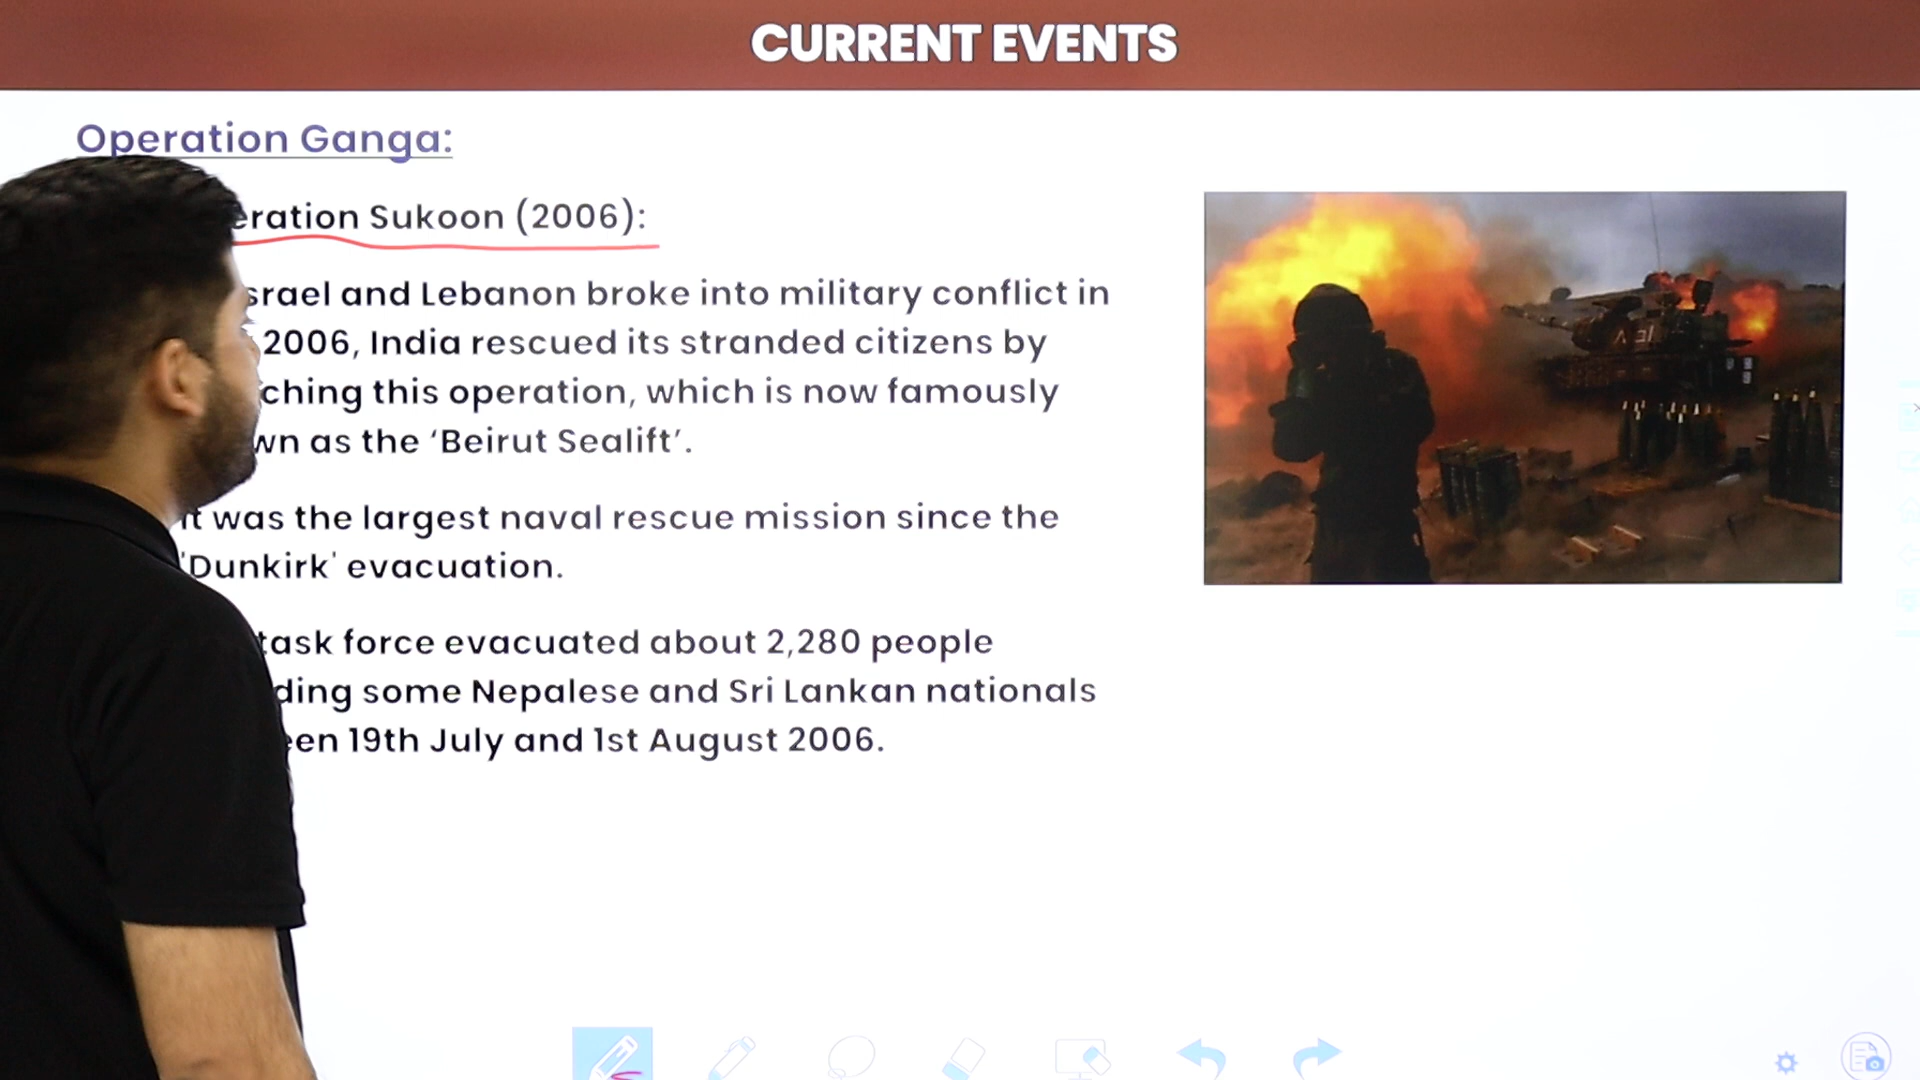 CURRENT EVENTS
Operation Ganga:
eration Sukoon (2006):
srael and Lebanon broke into military conflict in
2006, India rescued its stranded citizens by
ching this operation, which is now famously
wn as the ‘Beirut Sealift’.
It was the largest naval rescue mission since the
'Dunkirk' evacuation.
task force evacuated about 2,280 people
ding some Nepalese and Sri Lankan nationals
een 19th July and 1st August 2006.